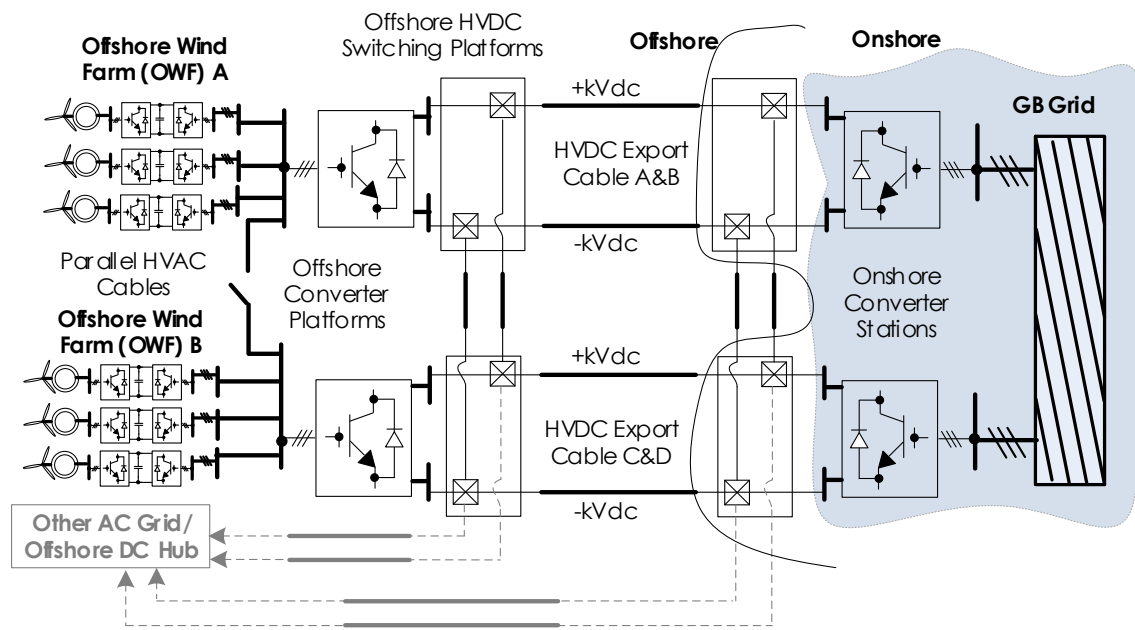 Offshore HVDC
Switching Platforms
Offshore Wind
Farm (OWF) A
Offshore
Onshore
+kVdc
GB Grid
HVDC Export
Cable A&B
-kVdc
Parallel HVAC
Cables
Offshore
Converter
Platforms
Onshore
Converter
Stations
Offshore Wind
Farm (OWF) B
+kVdc
HVDC Export
Cable C&D
-kVdc
Other AC Grid/
Offshore DC Hub